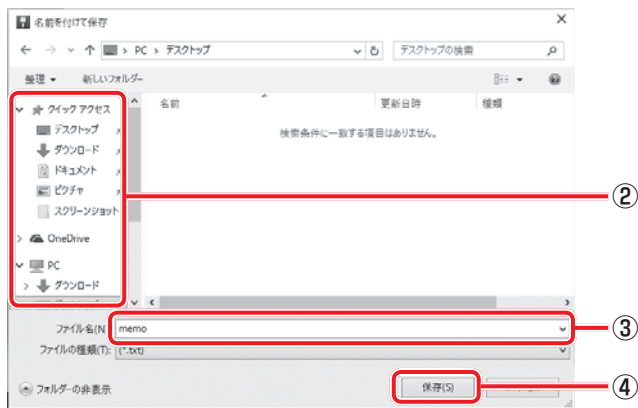 名前を付けて保存
PC › デスクトップ
デスクトップの検索
整理
新しいフォルダー
名前
更新日時
種類
検索条件に一致する項目はありません。
クイック アクセス
デスクトップ
ダウンロード
ドキュメント
ピクチャ
スクリーンショット
OneDrive
PC
ダウンロード
②
ファイル名(N
memo
③
ファイルの種類(T):
(*.txt)
フォルダーの非表示
保存(S)
④